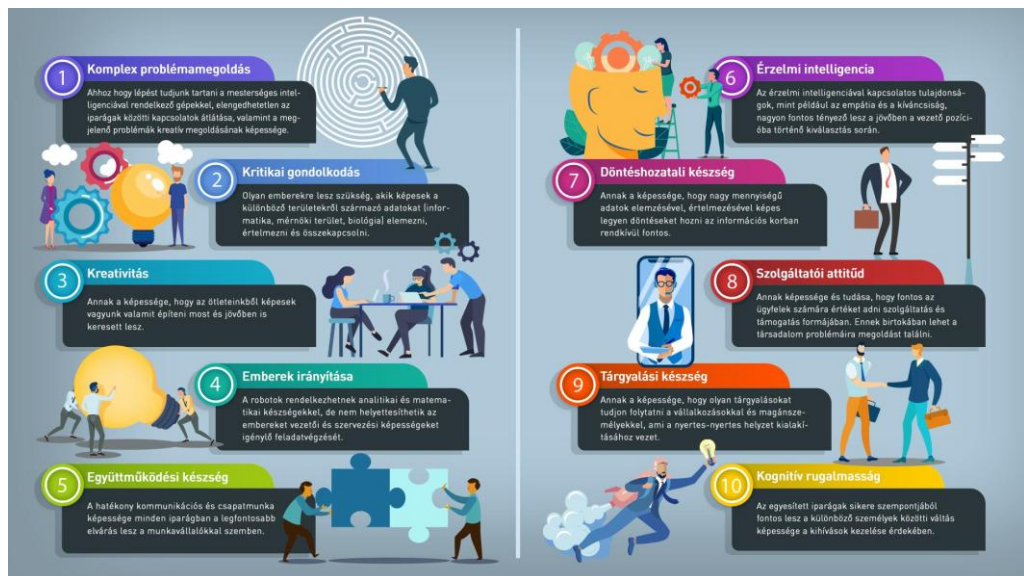 1
Komplex problémamegoldás
Ahhoz hogy lépést tudjunk tartani a mesterséges intel-
ligenciával rendelkező gépekkel, elengedhetetlen az
iparágak közötti kapcsolatok átlátása, valamint a meg-
jelenő problémák kreatív megoldásának képessége.
2
Kritikai gondolkodás
Olyan emberekre lesz szükség, akik képesek a
különböző területekről származó adatokat (infor-
matika, mérnöki terület, biológia) elemezni,
értelmezni és összekapcsolni.
3
Kreativitás
Annak a képessége, hogy az ötleteinkből képesek
vagyunk valamit építeni most és jövőben is
keresett lesz.
4
Emberek irányítása
A robotok rendelkezhetnek analitikai és matema-
tikai készségekkel, de nem helyettesíthetik az
embereket vezetői és szervezési képességeket
igénylő feladatvégzését.
5
Együttműködési készség
A hatékony kommunikációs és csapatmunka
képessége minden iparágban a legfontosabb
elvárás lesz a munkavállalókkal szemben.
6
Érzelmi intelligencia
Az érzelmi intelligenciával kapcsolatos tulajdonsá-
gok, mint például az empátia és a kíváncsiság,
nagyon fontos tényező lesz a jövőben a vezető pozíci-
óba történő kiválasztás során.
7
Döntéshozatali készség
Annak a képessége, hogy nagy mennyiségű
adatok elemzésével, értelmezésével képes
legyen döntéseket hozni az információs korban
rendkívül fontos.
8
Szolgáltatói attitűd
Annak képessége és tudása, hogy fontos az
ügyfelek számára értéket adni szolgáltatás és
támogatás formájában. Ennek birtokában lehet a
társadalom problémáira megoldást találni.
9
Tárgyalási készség
Annak a képessége, hogy olyan tárgyalásokat
tudjon folytatni a vállalkozásokkal és magánsze-
mélyekkel, ami a nyertes-nyertes helyzet kialakí-
tásához vezet.
10
Kognitív rugalmasság
Az egyesített iparágak sikere szempontjából
fontos lesz a különböző személyek közötti váltás
képessége a kihívások kezelése érdekében.